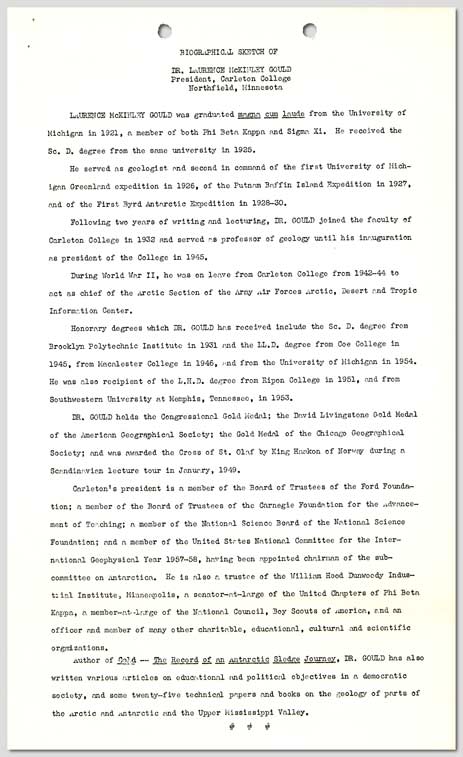 BIOGRAPHICAL SKETCH OF
DR. LAURENCE McKINLEY GOULD
President, Carleton College
Northfield, Minnesota
LAURENCE McKINLEY GOULD was graduated magna cum laude from the University of
Michigan in 1921, a member of both Phi Beta Kappa and Sigma Xi. He received the
Sc. D. degree from the same university in 1925.
He served as geologist and second in command of the first University of Mich-
igan Greenland expedition in 1926, of the Putnam Baffin Island Expedition in 1927,
and of the First Byrd Antarctic Expedition in 1928-30.
Following two years of writing and lecturing, DR. GOULD joined the faculty of
Carleton College in 1932 and served as professor of geology until his inauguration
as president of the College in 1945.
During World War II, he was on leave from Carleton College from 1942-44 to
act as chief of the Arctic Section of the Army Air Forces Arctic, Desert and Tropic
Information Center.
Honorary degrees which DR. GOULD has received include the Sc. D. degree from
Brooklyn Polytechnic Institute in 1931 and the LL.D. degree from Coe College in
1945, from Macalester College in 1946, and from the University of Michigan in 1954.
He was also recipient of the L.H.D. degree from Ripon College in 1951, and from
Southwestern University at Memphis, Tennessee, in 1953.
DR. GOULD holds the Congressional Gold Medal; the David Livingstone Gold Medal
of the American Geographical Society; the Gold Medal of the Chicago Geographical
Society; and was awarded the Cross of St. Olaf by King Haakon of Norway during a
Scandinavian lecture tour in January, 1949.
Carleton's president is a member of the Board of Trustees of the Ford Founda-
tion; a member of the Board of Trustees of the Carnegie Foundation for the Advance-
ment of Teaching; a member of the National Science Board of the National Science
Foundation; and a member of the United States National Committee for the Inter-
national Geophysical Year 1957-58, having been appointed chairman of the sub-
committee on Antarctica. He is also a trustee of the William Hood Dunwoody Indus-
trial Institute, Minneapolis, a senator-at-large of the United Chapters of Phi Beta
Kappa, a member-at-large of the National Council, Boy Scouts of America, and an
officer and member of many other charitable, educational, cultural and scientific
orgnizations.
Author of Cold -- The Record of an Antarctic Sledge Journey, DR. GOULD has also
written various articles on educational and political objectives in a democratic
society, and some twenty-five technical papers and books on the geology of parts of
the Arctic and Antarctic and the Upper Mississippi Valley.
# # #